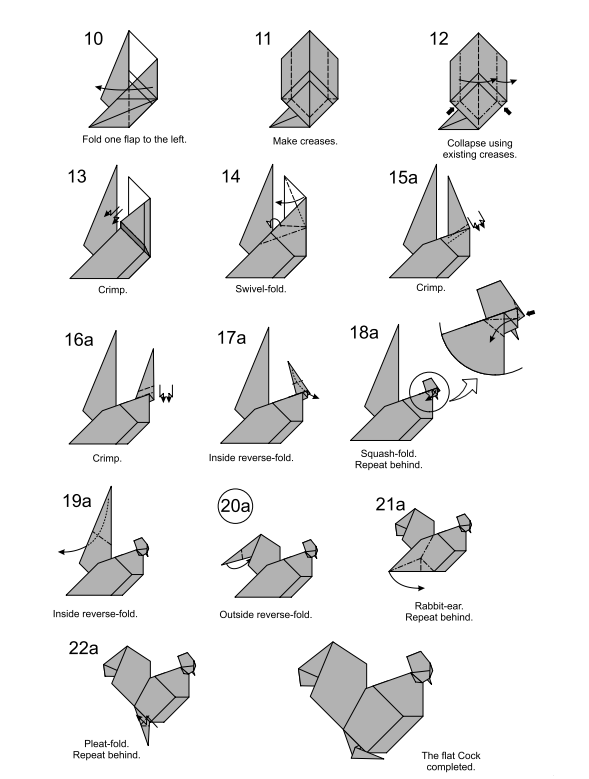 10
11
12
Fold one flap to the left.
Make creases.
Collapse using
existing creases.
13
14
15a
Crimp.
Swivel-fold.
Crimp.
16a
17a
18a
Crimp.
Inside reverse-fold.
Squash-fold.
Repeat behind.
19a
20a
21a
Inside reverse-fold.
Outside reverse-fold.
Rabbit-ear.
Repeat behind.
22a
Pleat-fold.
Repeat behind.
The flat Cock
completed.